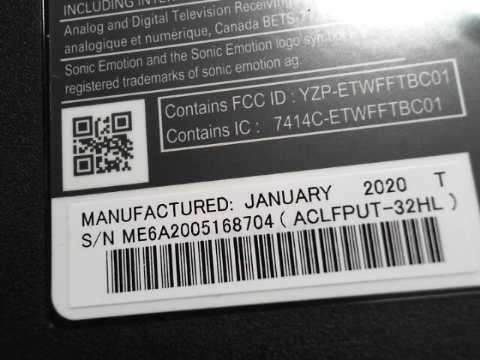 INCLUDING INTER
Analog and Digital Television Receiving
analogique et numérique, Canada BETS-7
Sonic Emotion and the Sonic Emotion logo symbol are
registered trademarks of sonic emotion ag.
Contains FCC ID : YZP-ETWFFTBC01
Contains IC : 7414C-ETWFFTBC01
MANUFACTURED: JANUARY 2020 T
S/N ME6A2005168704 ( ACLFPUT-32HL )